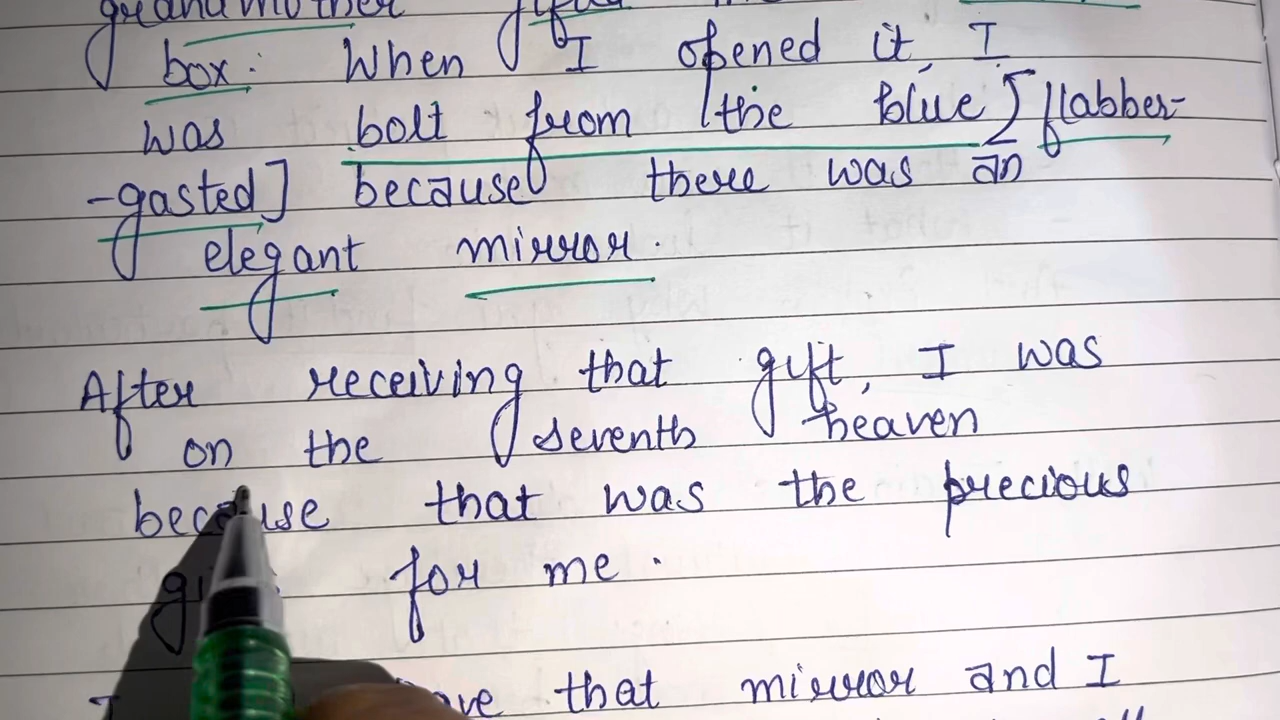 grandmother
box. When I opened it, I
was bolt from the blue [flabber-
-gasted] because there was an
elegant mirror.
After receiving that gift, I was
on the seventh heaven
because that was the precious
for me.
that mirror and I